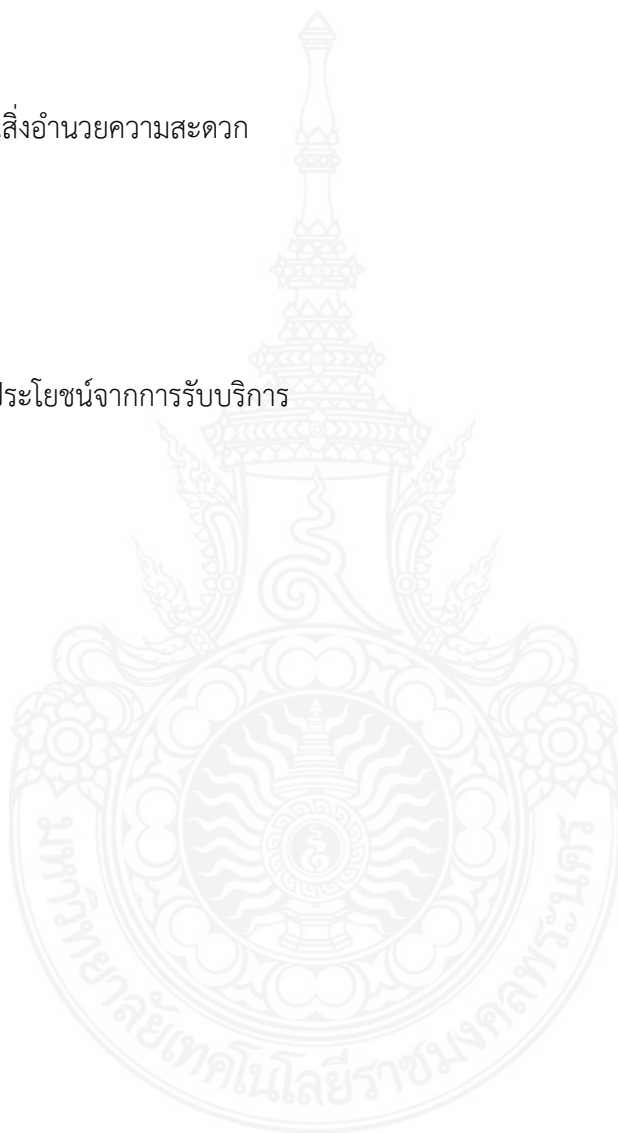 สิ่งอำนวยความสะดวก
ประโยชน์จากการรับบริการ
มหาวิทยาลัยเทคโนโลยีราชมงคลพระนคร